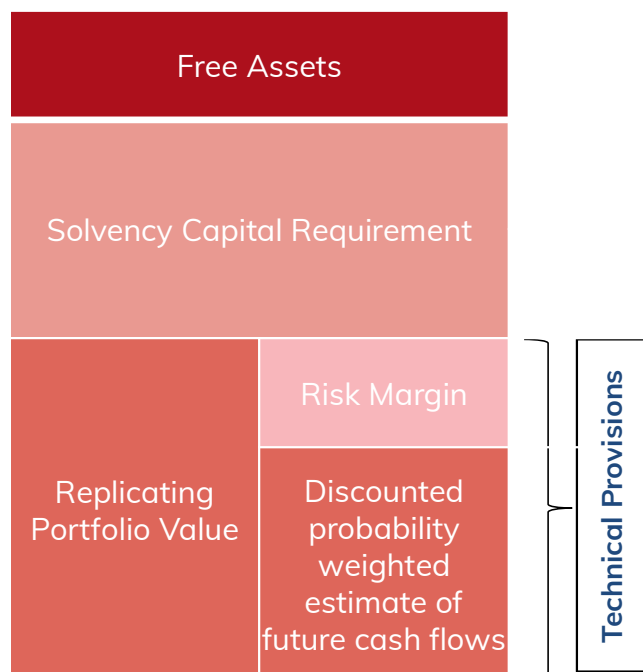 Free Assets
Solvency Capital Requirement
Risk Margin
Replicating
Portfolio Value
Discounted
probability
weighted
estimate of
future cash flows
Technical Provisions